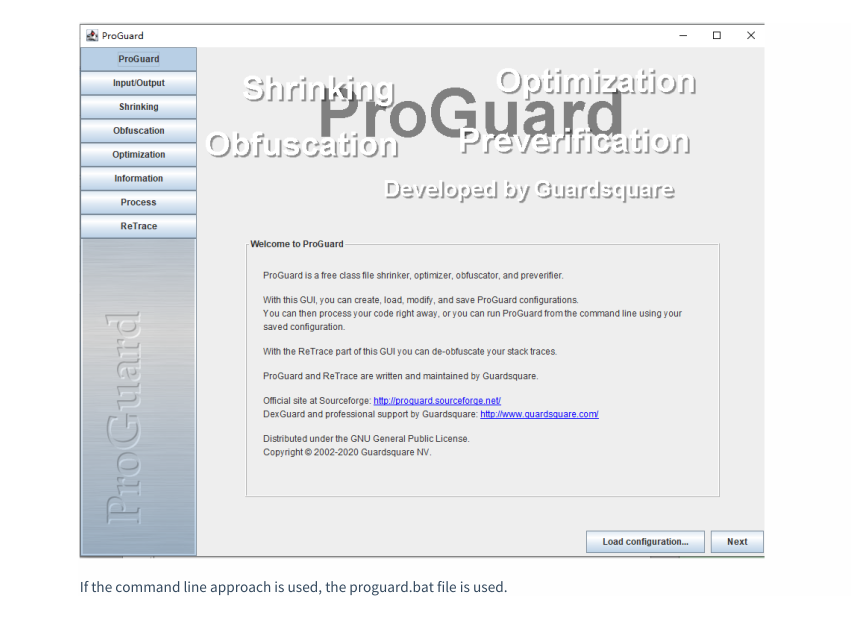 ProGuard
ProGuard
Input/Output
Shrinking
Obfuscation
Optimization
Information
Process
ReTrace
ProGuard
Shrinking
Optimization
ProGuard
Obfuscation
Preverification
Developed by Guardsquare
Welcome to ProGuard
ProGuard is a free class file shrinker, optimizer, obfuscator, and preverifier.
With this GUI, you can create, load, modify, and save ProGuard configurations.
You can then process your code right away, or you can run ProGuard from the command line using your
saved configuration.
With the ReTrace part of this GUI you can de-obfuscate your stack traces.
ProGuard and ReTrace are written and maintained by Guardsquare.
Official site at Sourceforge: http://proguard.sourceforge.net/
DexGuard and professional support by Guardsquare: http://www.guardsquare.com/
Distributed under the GNU General Public License.
Copyright © 2002-2020 Guardsquare NV.
Load configuration...
Next
If the command line approach is used, the proguard.bat file is used.